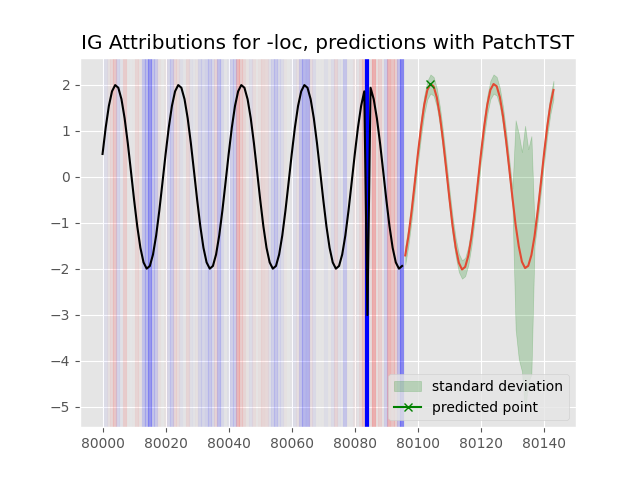 IG Attributions for -loc, predictions with PatchTST
2
1
0
−1
−2
−3
−4
−5
standard deviation
predicted point
80000 80020 80040 80060 80080 80100 80120 80140